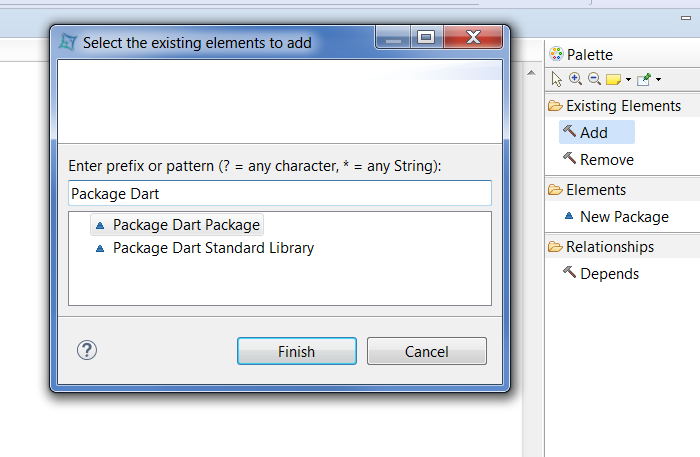 Select the existing elements to add
Enter prefix or pattern (? = any character, * = any String):
Package Dart
Package Dart Package
Package Dart Standard Library
?
Finish
Cancel
Palette
Existing Elements
Add
Remove
Elements
New Package
Relationships
Depends